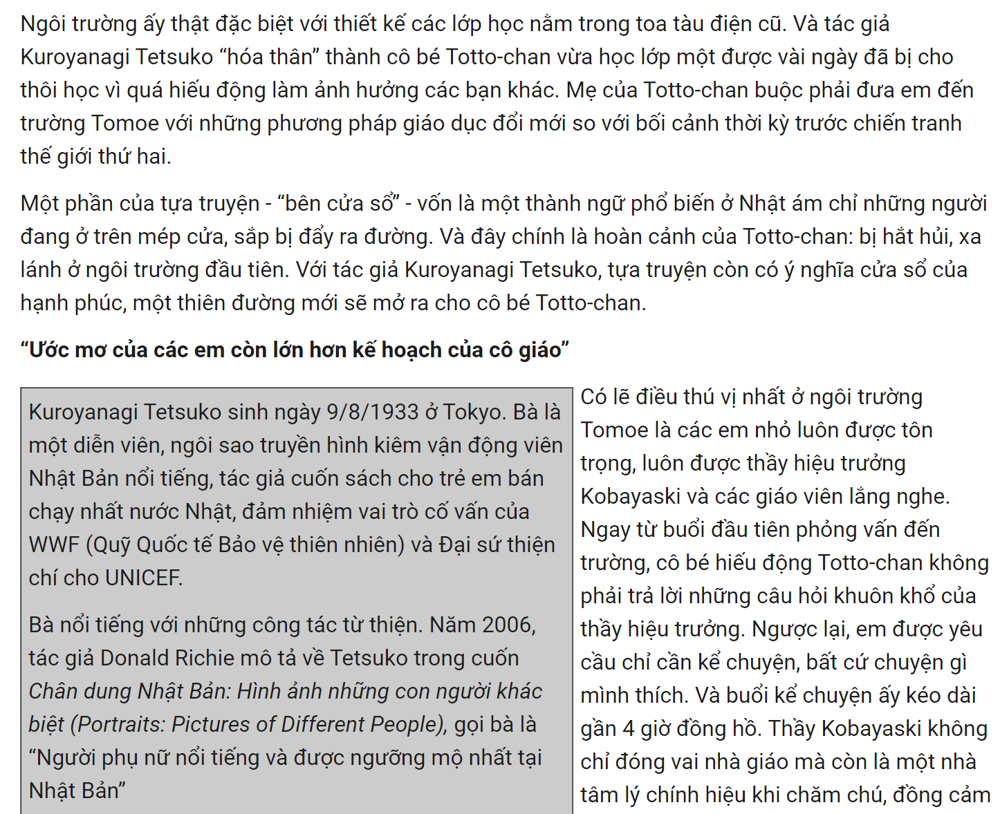 Ngôi trường ấy thật đặc biệt với thiết kế các lớp học nằm trong toa tàu điện cũ. Và tác giả
Kuroyanagi Tetsuko “hóa thân” thành cô bé Totto-chan vừa học lớp một được vài ngày đã bị cho
thôi học vì quá hiếu động làm ảnh hưởng các bạn khác. Mẹ của Totto-chan buộc phải đưa em đến
trường Tomoe với những phương pháp giáo dục đổi mới so với bối cảnh thời kỳ trước chiến tranh
thế giới thứ hai.
Một phần của tựa truyện - “bên cửa sổ” - vốn là một thành ngữ phổ biến ở Nhật ám chỉ những người
đang ở trên mép cửa, sắp bị đẩy ra đường. Và đây chính là hoàn cảnh của Totto-chan: bị hắt hủi, xa
lánh ở ngôi trường đầu tiên. Với tác giả Kuroyanagi Tetsuko, tựa truyện còn có ý nghĩa cửa sổ của
hạnh phúc, một thiên đường mới sẽ mở ra cho cô bé Totto-chan.
“Ước mơ của các em còn lớn hơn kế hoạch của cô giáo”
Kuroyanagi Tetsuko sinh ngày 9/8/1933 ở Tokyo. Bà là
một diễn viên, ngôi sao truyền hình kiêm vận động viên
Nhật Bản nổi tiếng, tác giả cuốn sách cho trẻ em bán
chạy nhất nước Nhật, đảm nhiệm vai trò cố vấn của
WWF (Quỹ Quốc tế Bảo vệ thiên nhiên) và Đại sứ thiện
chí cho UNICEF.
Bà nổi tiếng với những công tác từ thiện. Năm 2006,
tác giả Donald Richie mô tả về Tetsuko trong cuốn
Chân dung Nhật Bản: Hình ảnh những con người khác
biệt (Portraits: Pictures of Different People), gọi bà là
“Người phụ nữ nổi tiếng và được ngưỡng mộ nhất tại
Nhật Bản”
Có lẽ điều thú vị nhất ở ngôi trường
Tomoe là các em nhỏ luôn được tôn
trọng, luôn được thầy hiệu trưởng
Kobayaski và các giáo viên lắng nghe.
Ngay từ buổi đầu tiên phỏng vấn đến
trường, cô bé hiếu động Totto-chan không
phải trả lời những câu hỏi khuôn khổ của
thầy hiệu trưởng. Ngược lại, em được yêu
cầu chỉ cần kể chuyện, bất cứ chuyện gì
mình thích. Và buổi kể chuyện ấy kéo dài
gần 4 giờ đồng hồ. Thầy Kobayaski không
chỉ đóng vai nhà giáo mà còn là một nhà
tâm lý chính hiệu khi chăm chú, đồng cảm